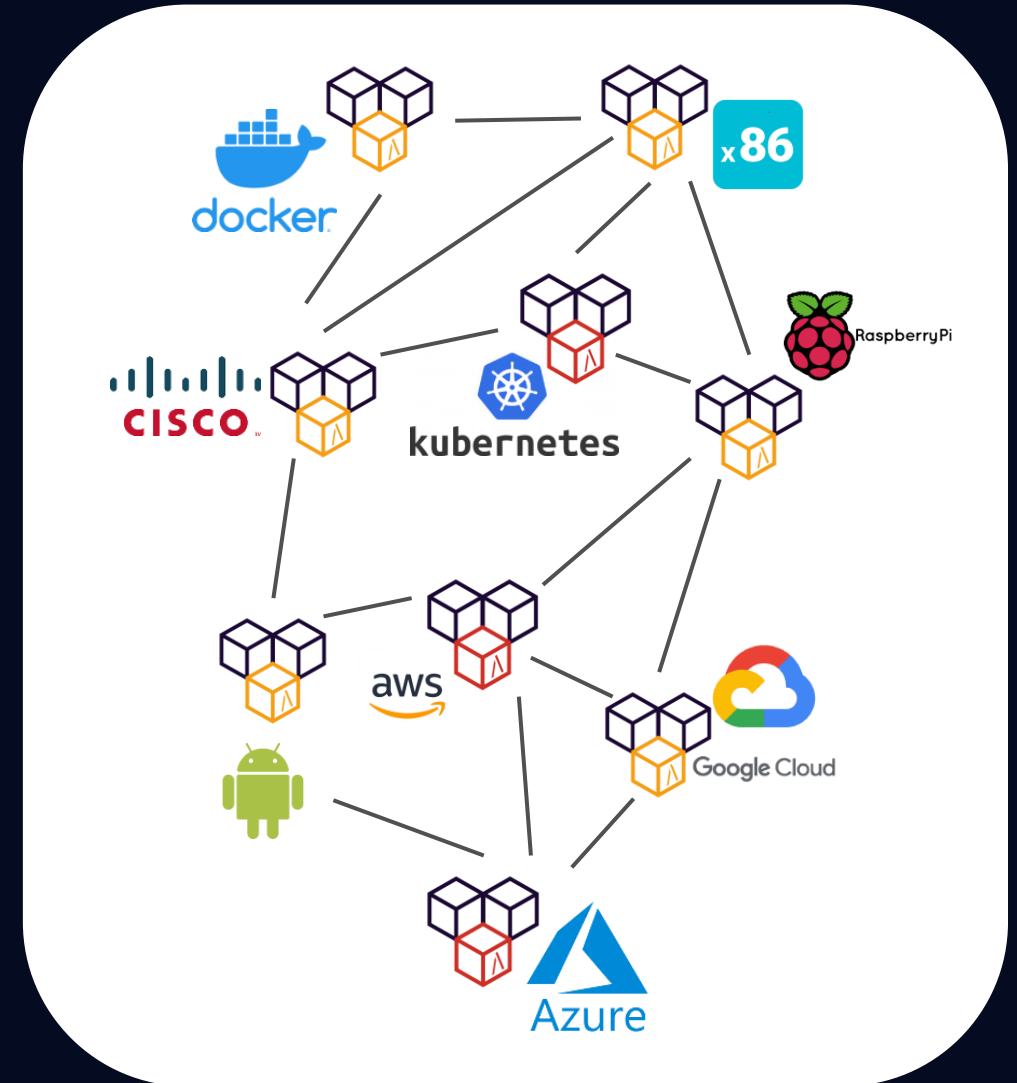 docker
x86
RaspberryPi
CISCO
kubernetes
aws
Google Cloud
Azure